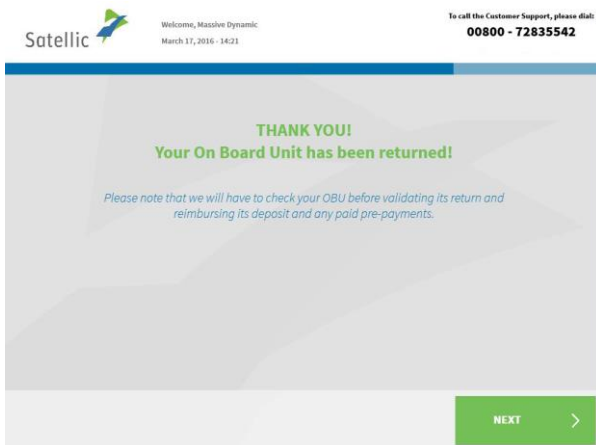 Satellic
Welcome, Massive Dynamic
March 17, 2016 - 14:21
To call the Customer Support, please dial:
00800 - 72835542
THANK YOU!
Your On Board Unit has been returned!
Please note that we will have to check your OBU before validating its return and
reimbursing its deposit and any paid pre-payments.
NEXT